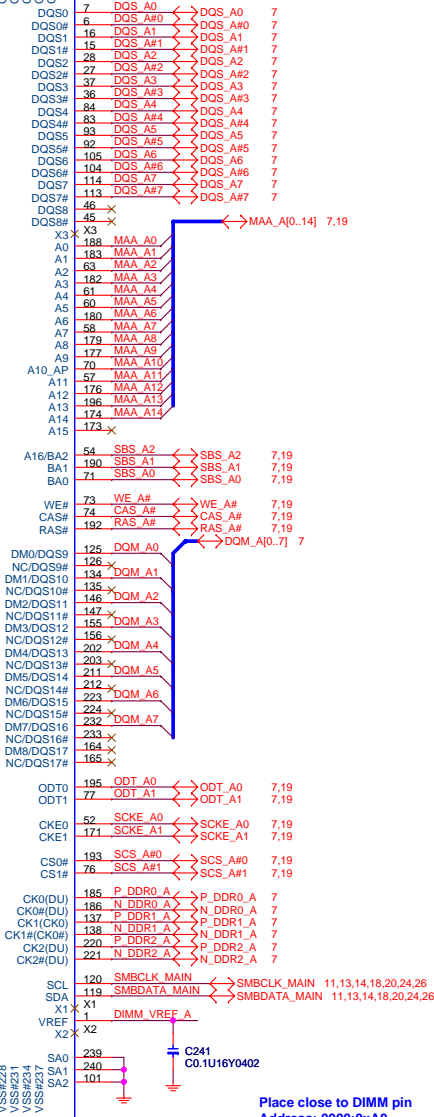 DQS0 7 DQS_A0 DQS_A0 7
DQS0# 6 DQS_A#0 DQS_A#0 7
DQS1 16 DQS_A1 DQS_A1 7
DQS1# 15 DQS_A#1 DQS_A#1 7
DQS2 28 DQS_A2 DQS_A2 7
DQS2# 27 DQS_A#2 DQS_A#2 7
DQS3 37 DQS_A3 DQS_A3 7
DQS3# 36 DQS_A#3 DQS_A#3 7
DQS4 84 DQS_A4 DQS_A4 7
DQS4# 83 DQS_A#4 DQS_A#4 7
DQS5 93 DQS_A5 DQS_A5 7
DQS5# 92 DQS_A#5 DQS_A#5 7
DQS6 105 DQS_A6 DQS_A6 7
DQS6# 104 DQS_A#6 DQS_A#6 7
DQS7 114 DQS_A7 DQS_A7 7
DQS7# 113 DQS_A#7 DQS_A#7 7
DQS8 46
DQS8# 45
X3 X3
MAA_A[0..14] 7,19
A0 188 MAA_A0
A1 183 MAA_A1
A2 63 MAA_A2
A3 182 MAA_A3
A4 61 MAA_A4
A5 60 MAA_A5
A6 180 MAA_A6
A7 58 MAA_A7
A8 179 MAA_A8
A9 177 MAA_A9
A10_AP 70 MAA_A10
A11 57 MAA_A11
A12 176 MAA_A12
A13 196 MAA_A13
A14 174 MAA_A14
A15 173
A16/BA2 54 SBS_A2 SBS_A2 7,19
BA1 190 SBS_A1 SBS_A1 7,19
BA0 71 SBS_A0 SBS_A0 7,19
WE# 73 WE_A# WE_A# 7,19
CAS# 74 CAS_A# CAS_A# 7,19
RAS# 192 RAS_A# RAS_A# 7,19
DQM_A[0..7] 7
DM0/DQS9 125 DQM_A0
NC/DQS9# 126
DM1/DQS10 134 DQM_A1
NC/DQS10# 135
DM2/DQS11 146 DQM_A2
NC/DQS11# 147
DM3/DQS12 155 DQM_A3
NC/DQS12# 156
DM4/DQS13 202 DQM_A4
NC/DQS13# 203
DM5/DQS14 211 DQM_A5
NC/DQS14# 212
DM6/DQS15 223 DQM_A6
NC/DQS15# 224
DM7/DQS16 232 DQM_A7
NC/DQS16# 233
DM8/DQS17 164
NC/DQS17# 165
ODT0 195 ODT_A0 ODT_A0 7,19
ODT1 77 ODT_A1 ODT_A1 7,19
CKE0 52 SCKE_A0 SCKE_A0 7,19
CKE1 171 SCKE_A1 SCKE_A1 7,19
CS0# 193 SCS_A#0 SCS_A#0 7,19
CS1# 76 SCS_A#1 SCS_A#1 7,19
CK0(DU) 185 P_DDR0_A P_DDR0_A 7
CK0#(DU) 186 N_DDR0_A N_DDR0_A 7
CK1(CK0) 137 P_DDR1_A P_DDR1_A 7
CK1#(CK0#) 138 N_DDR1_A N_DDR1_A 7
CK2(DU) 220 P_DDR2_A P_DDR2_A 7
CK2#(DU) 221 N_DDR2_A N_DDR2_A 7
SCL 120 SMBCLK_MAIN SMBCLK_MAIN 11,13,14,18,20,24,26
SDA 119 SMBDATA_MAIN SMBDATA_MAIN 11,13,14,18,20,24,26
X1 X1
VREF 1 DIMM_VREF_A
X2 X2
C241
C0.1U16Y0402
SA0 239
SA1 240
SA2 101
VSS#228
VSS#231
VSS#234
VSS#237
Place close to DIMM pin